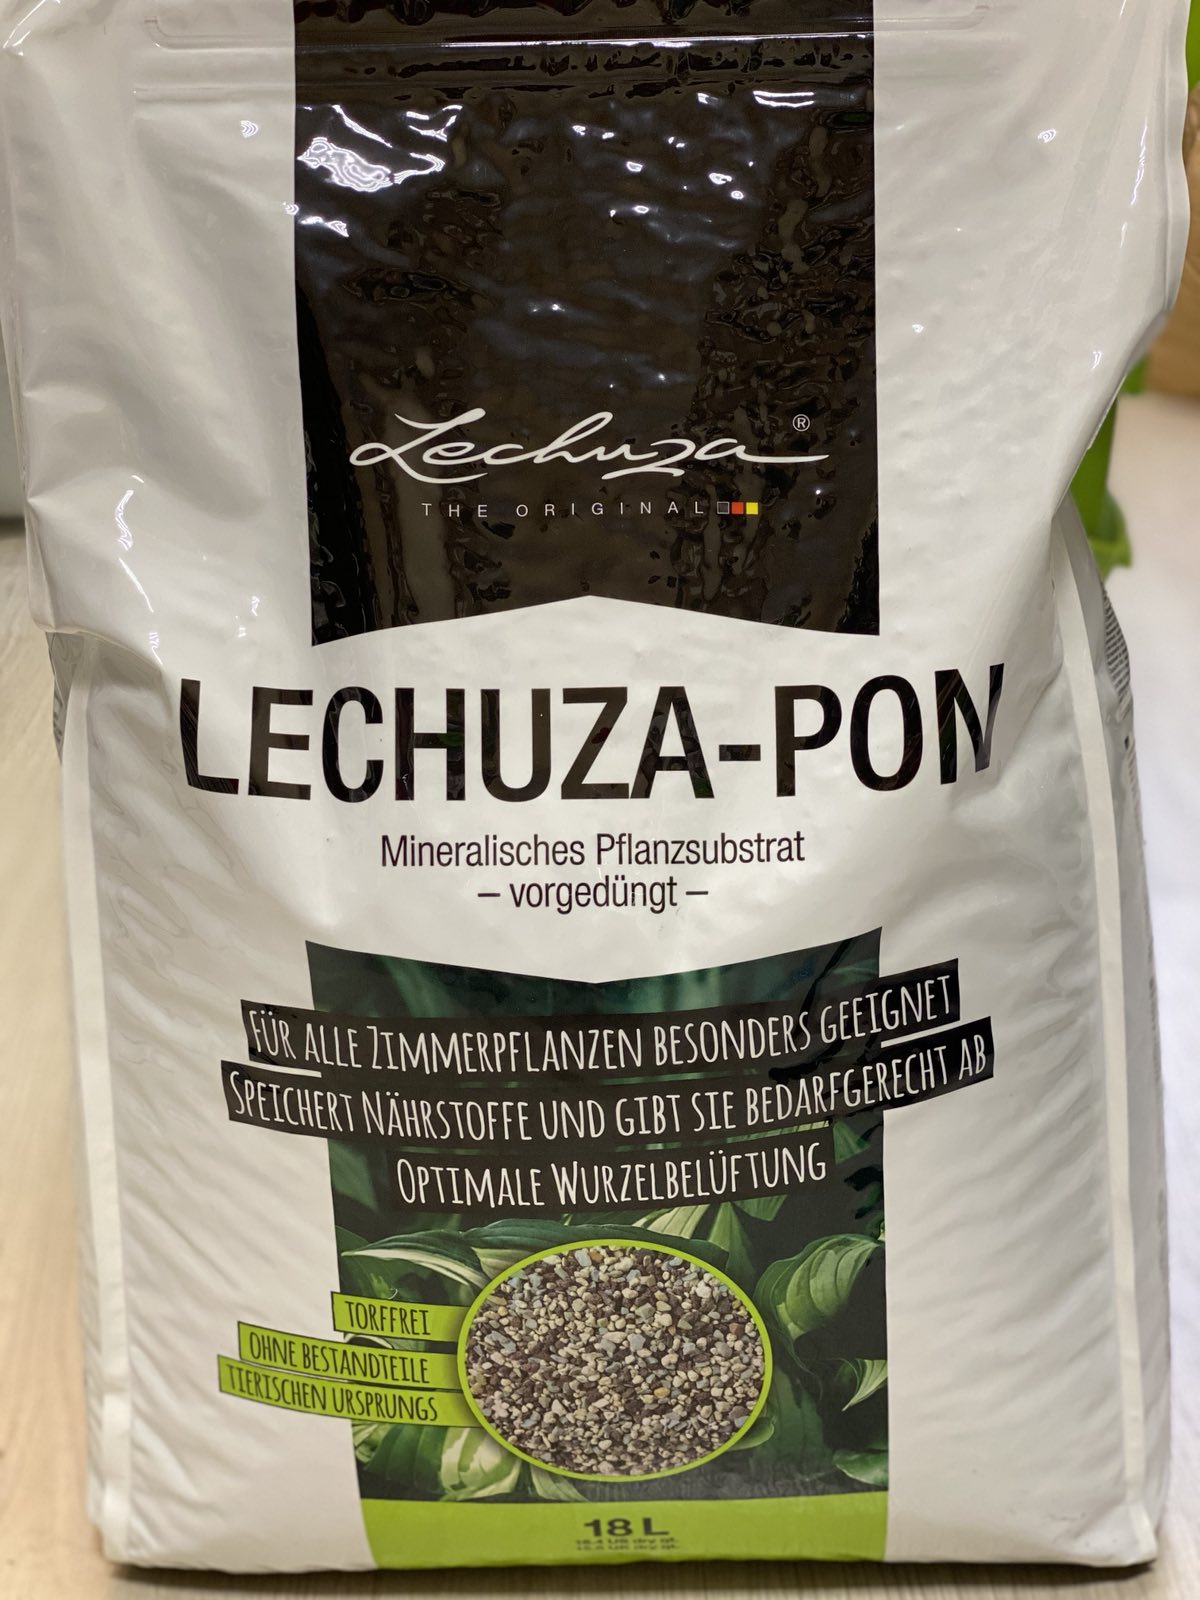 Lechuza®
THE ORIGINAL
LECHUZA-PON
Mineralisches Pflanzsubstrat
– vorgedüngt –
FÜR ALLE ZIMMERPFLANZEN BESONDERS GEEIGNET
SPEICHERT NÄHRSTOFFE UND GIBT SIE BEDARFGERECHT AB
OPTIMALE WURZELBELÜFTUNG
TORFFREI
OHNE BESTANDTEILE
TIERISCHEN URSPRUNGS
18 L